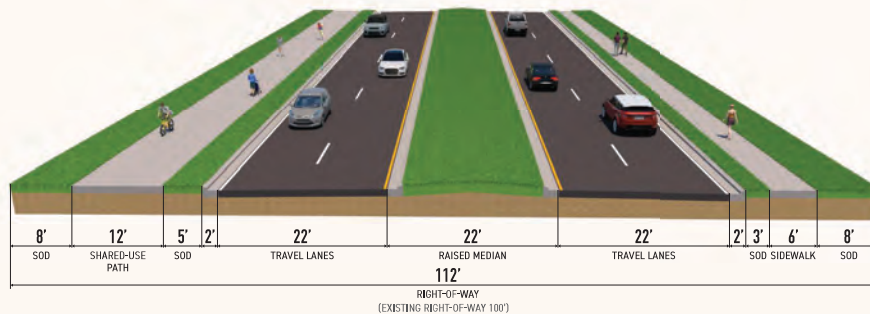 8' 12' 5' 2' 22' 22' 22' 2' 3' 6' 8'
SOD SHARED-USE SOD TRAVEL LANES RAISED MEDIAN TRAVEL LANES SOD SIDEWALK SOD
PATH
112'
RIGHT-OF-WAY
(EXISTING RIGHT-OF-WAY 100')